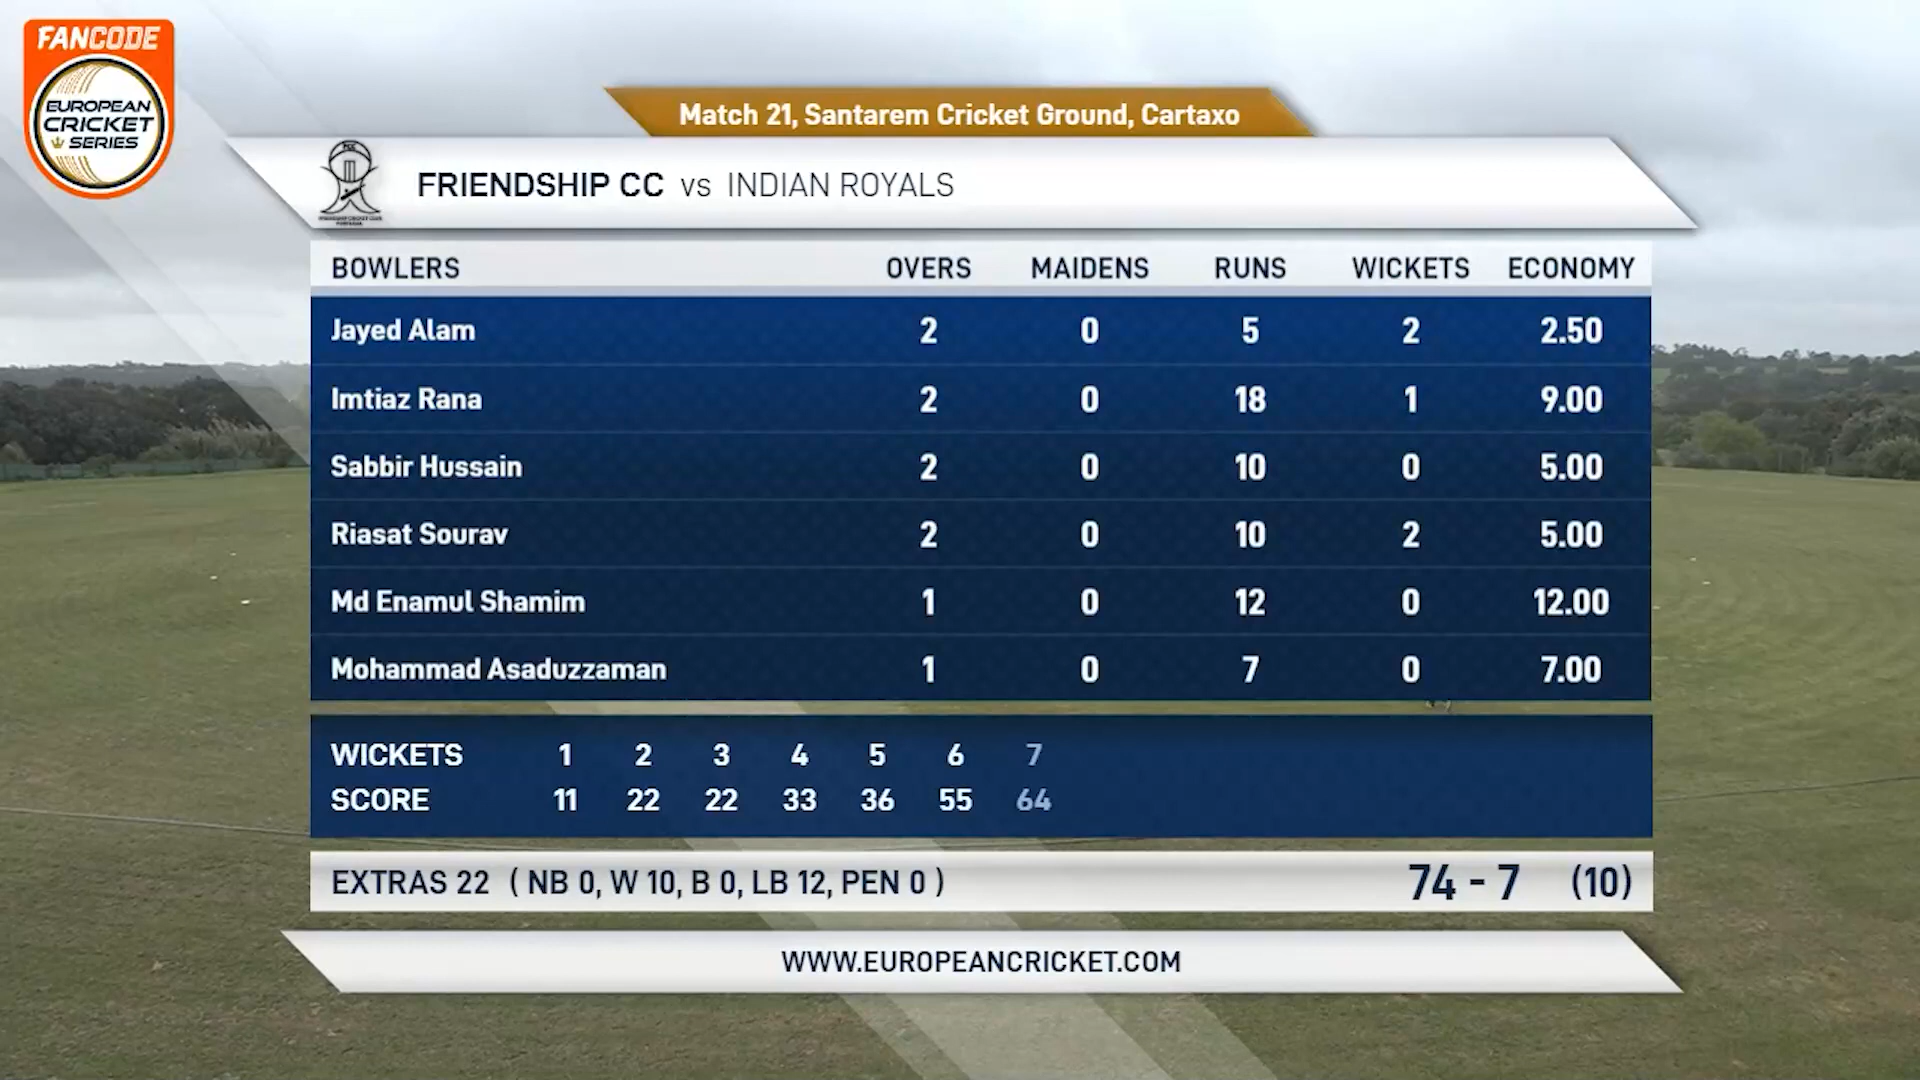 FANCODE
EUROPEAN
CRICKET
SERIES
Match 21, Santarem Cricket Ground, Cartaxo
FRIENDSHIP CC vs INDIAN ROYALS
BOWLERS OVERS MAIDENS RUNS WICKETS ECONOMY
Jayed Alam 2 0 5 2 2.50
Imtiaz Rana 2 0 18 1 9.00
Sabbir Hussain 2 0 10 0 5.00
Riasat Sourav 2 0 10 2 5.00
Md Enamul Shamim 1 0 12 0 12.00
Mohammad Asaduzzaman 1 0 7 0 7.00
WICKETS 1 2 3 4 5 6 7
SCORE 11 22 22 33 36 55 64
EXTRAS 22 ( NB 0, W 10, B 0, LB 12, PEN 0 ) 74 - 7 (10)
WWW.EUROPEANCRICKET.COM